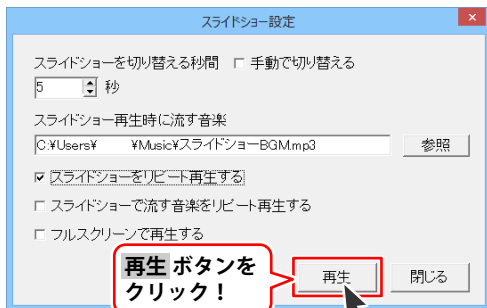 スライドショー設定
スライドショーを切り替える秒間 手動で切り替える
5 秒
スライドショー再生時に流す音楽
C:¥Users¥ ¥Music¥スライドショーBGM.mp3 参照
スライドショーをリピート再生する
スライドショーで流す音楽をリピート再生する
フルスクリーンで再生する
再生 ボタンを
クリック！
再生 閉じる